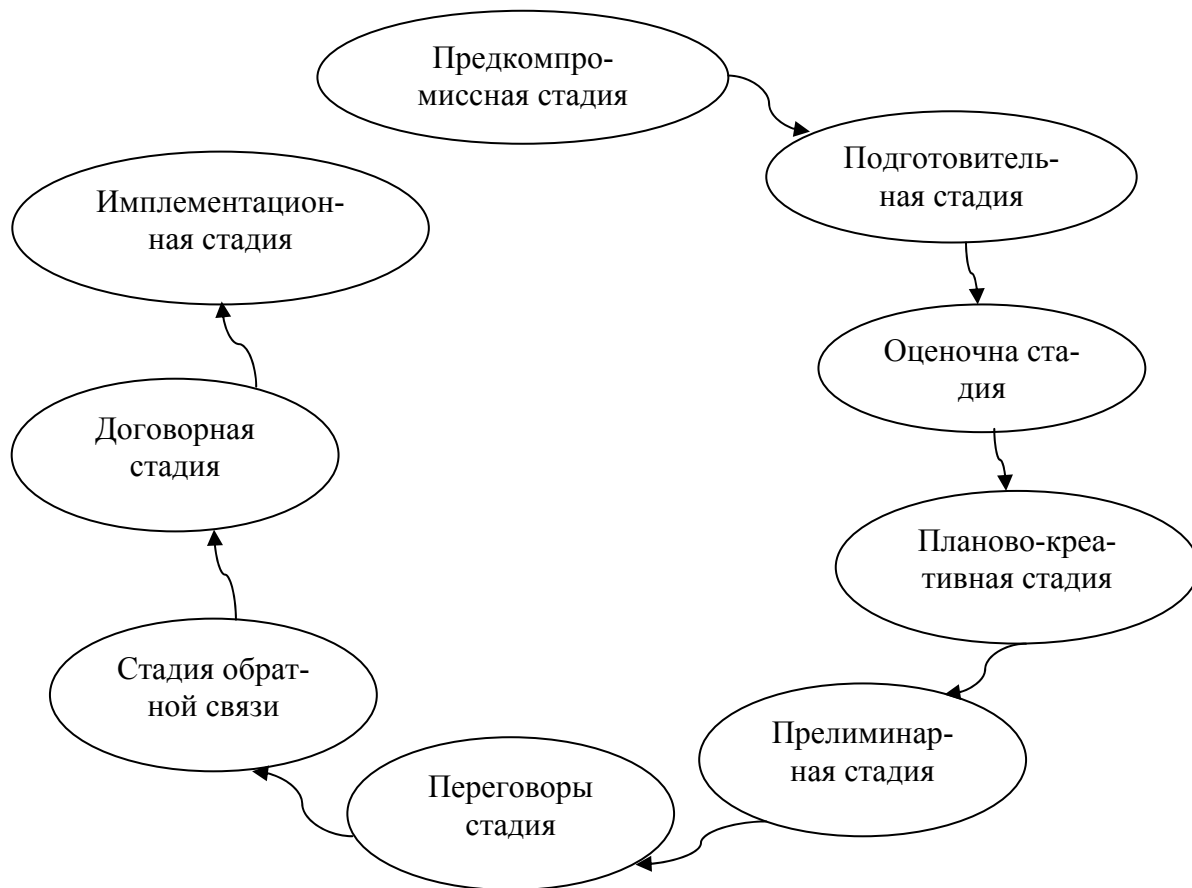 Предкомпро-
миссная стадия
Подготовитель-
ная стадия
Оценочна ста-
дия
Планово-креа-
тивная стадия
Прелиминар-
ная стадия
Переговоры
стадия
Стадия обрат-
ной связи
Договорная
стадия
Имплементацион-
ная стадия